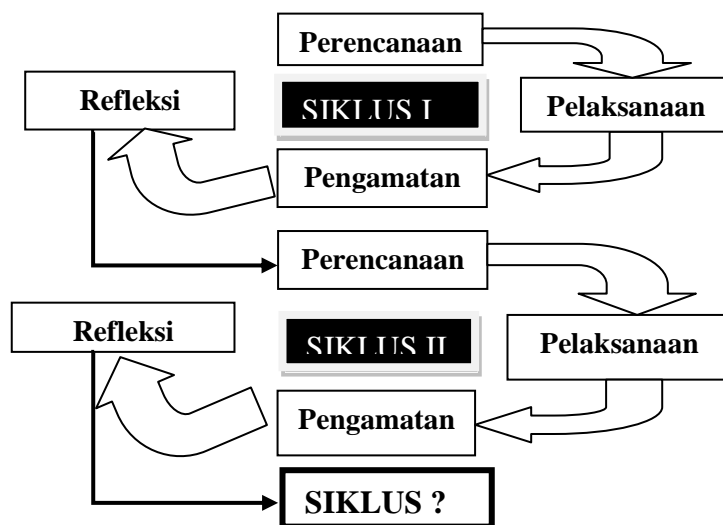 Perencanaan
Refleksi
SIKLUS I
Pelaksanaan
Pengamatan
Perencanaan
Refleksi
SIKLUS II
Pelaksanaan
Pengamatan
SIKLUS ?